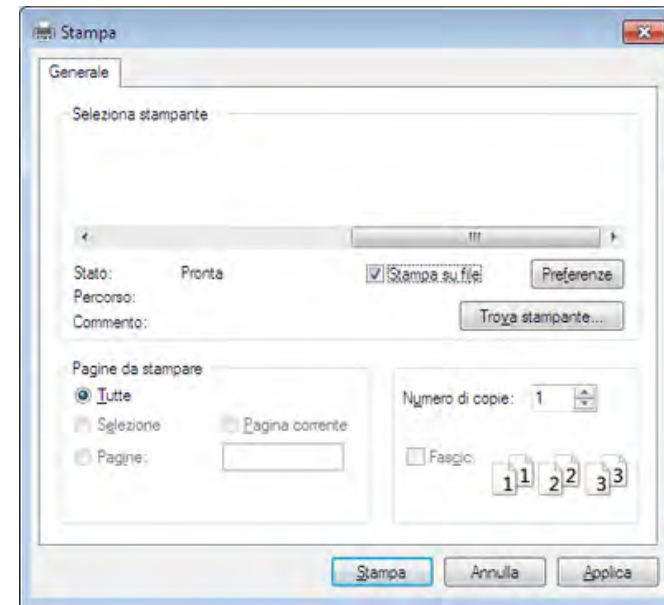 Stampa
Generale
Seleziona stampante
Stato: Pronta
Stampa su file
Preferenze
Percorso:
Commento:
Trova stampante...
Pagine da stampare
Tutte
Selezione
Pagina corrente
Pagine:
Numero di copie: 1
Fascic.
1 1 2 2 3 3
Stampa
Annulla
Applica